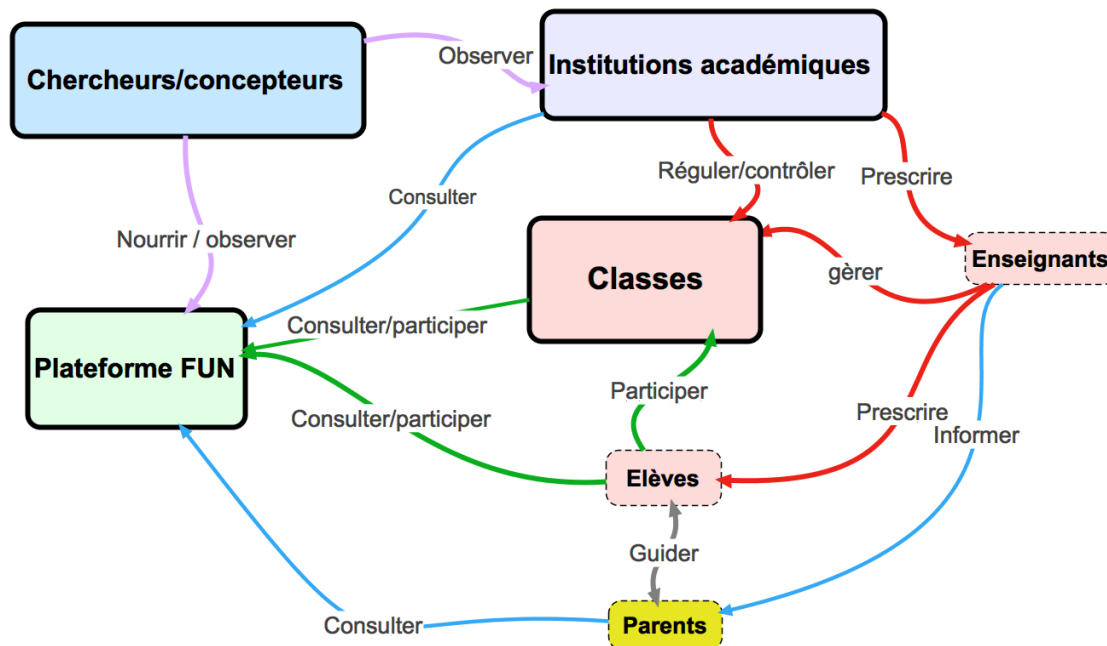 Chercheurs/concepteurs
Observer
Institutions académiques
Réguler/contrôler
Prescrire
Consulter
Nourrir / observer
Enseignants
Classes
gèrer
Consulter/participer
Plateforme FUN
Participer
Consulter/participer
Prescrire
Informer
Elèves
Guider
Consulter
Parents